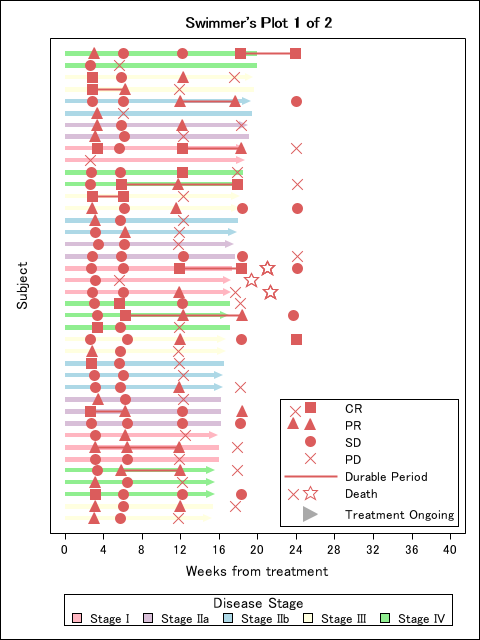 Swimmer's Plot 1 of 2
Subject
CR
PR
SD
PD
Durable Period
Death
Treatment Ongoing
0 4 8 12 16 20 24 28 32 36 40
Weeks from treatment
Disease Stage
Stage I Stage IIa Stage IIb Stage III Stage IV